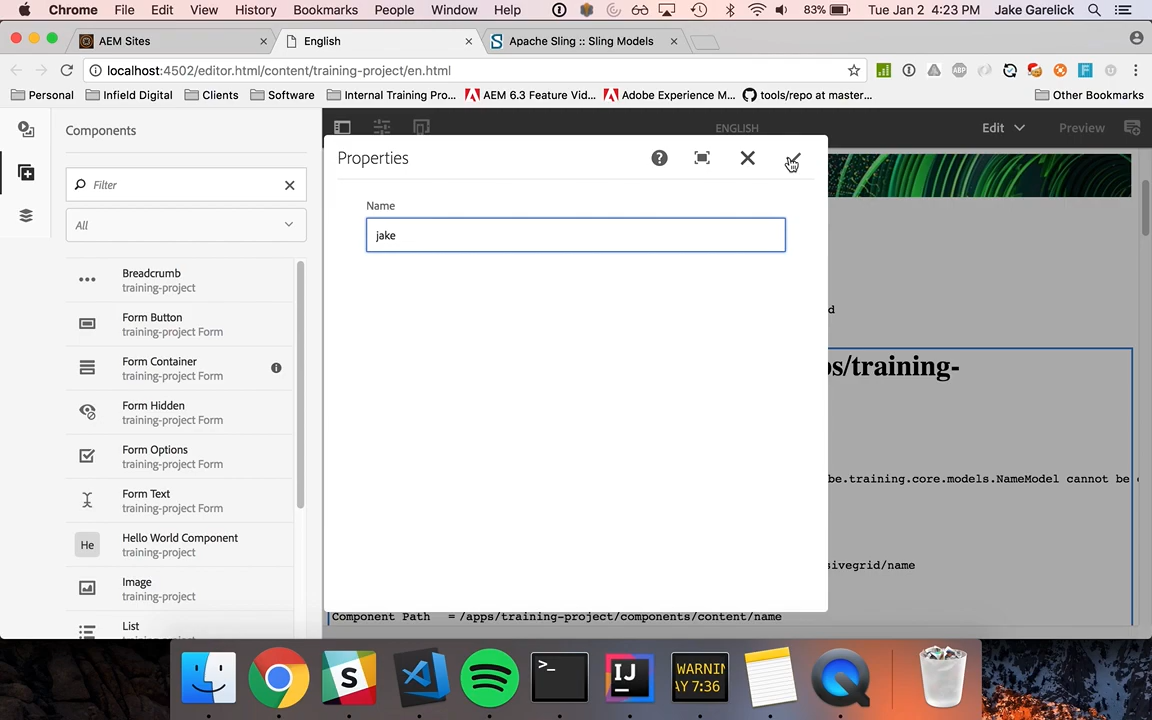 Chrome File Edit View History Bookmarks People Window Help 83% Tue Jan 2 4:23 PM Jake Garelick
AEM Sites English Apache Sling :: Sling Models
localhost:4502/editor.html/content/training-project/en.html
Personal Infield Digital Clients Software Internal Training Pro... AEM 6.3 Feature Vid... Adobe Experience M... tools/repo at master... Other Bookmarks
Components
ENGLISH
Edit
Preview
Filter
All
Breadcrumb
training-project
Form Button
training-project Form
Form Container
training-project Form
Form Hidden
training-project Form
Form Options
training-project Form
Form Text
training-project Form
He
Hello World Component
training-project
Image
training-project
List
Properties
Name
jake
d
ps/training-
be.training.core.models.NameModel cannot be
sivegrid/name
Component Path = /apps/training-project/components/content/name
WARNIN
AY 7:36